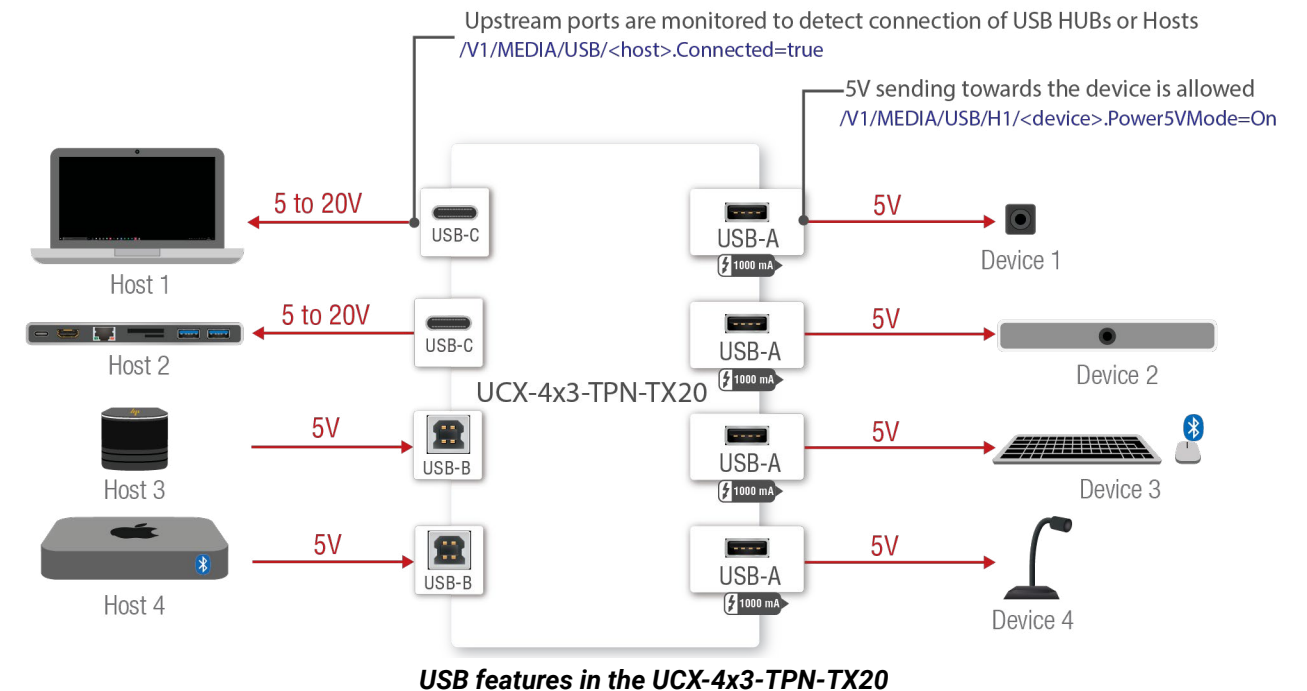 Upstream ports are monitored to detect connection of USB HUBs or Hosts
/V1/MEDIA/USB/<host>.Connected=true
5V sending towards the device is allowed
/V1/MEDIA/USB/H1/<device>.Power5VMode=On
5 to 20V
USB-C
Host 1
USB-A
1000 mA
5V
Device 1
5 to 20V
USB-C
Host 2
USB-A
1000 mA
5V
Device 2
UCX-4x3-TPN-TX20
5V
USB-B
Host 3
USB-A
1000 mA
5V
Device 3
5V
USB-B
Host 4
USB-A
1000 mA
5V
Device 4
USB features in the UCX-4x3-TPN-TX20